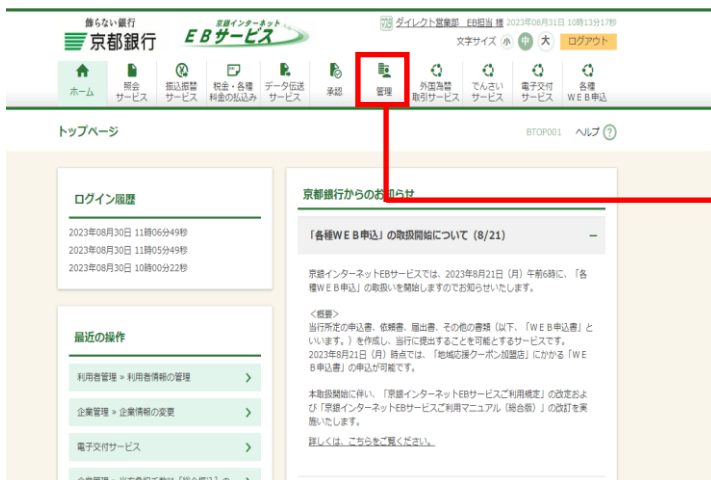 飾らない銀行
京都銀行
京銀インターネット
EBサービス
ダイレクト営業部 EB担当 様 2023年08月31日 10時13分17秒
文字サイズ 小 中 大 ログアウト
ホーム
照会
サービス
振込振替
サービス
税金・各種
料金の払込み
データ伝送
サービス
承認
管理
外国為替
取引サービス
でんさい
サービス
電子交付
サービス
各種
WEB申込
トップページ
BTOP001 ヘルプ ?
ログイン履歴
2023年08月30日 11時06分49秒
2023年08月30日 11時05分49秒
2023年08月30日 10時00分22秒
最近の操作
利用者管理 » 利用者情報の管理
企業管理 » 企業情報の変更
電子交付サービス
京都銀行からのお知らせ
「各種WEB申込」の取扱開始について (8/21)
京銀インターネットEBサービスでは、2023年8月21日（月）午前6時に、「各
種WEB申込」の取扱いを開始しますのでお知らせいたします。
＜概要＞
当行所定の申込書、依頼書、届出書、その他の書類（以下、「WEB申込書」と
いいます。）を作成し、当行に提出することを可能とするサービスです。
2023年8月21日（月）時点では、「地域応援クーポン加盟店」にかかる「WE
B申込書」の申込が可能です。
本取扱開始に伴い、「京銀インターネットEBサービスご利用規定」の改定およ
び「京銀インターネットEBサービスご利用マニュアル（総合版）」の改訂を実
施いたします。
詳しくは、こちらをご覧ください。